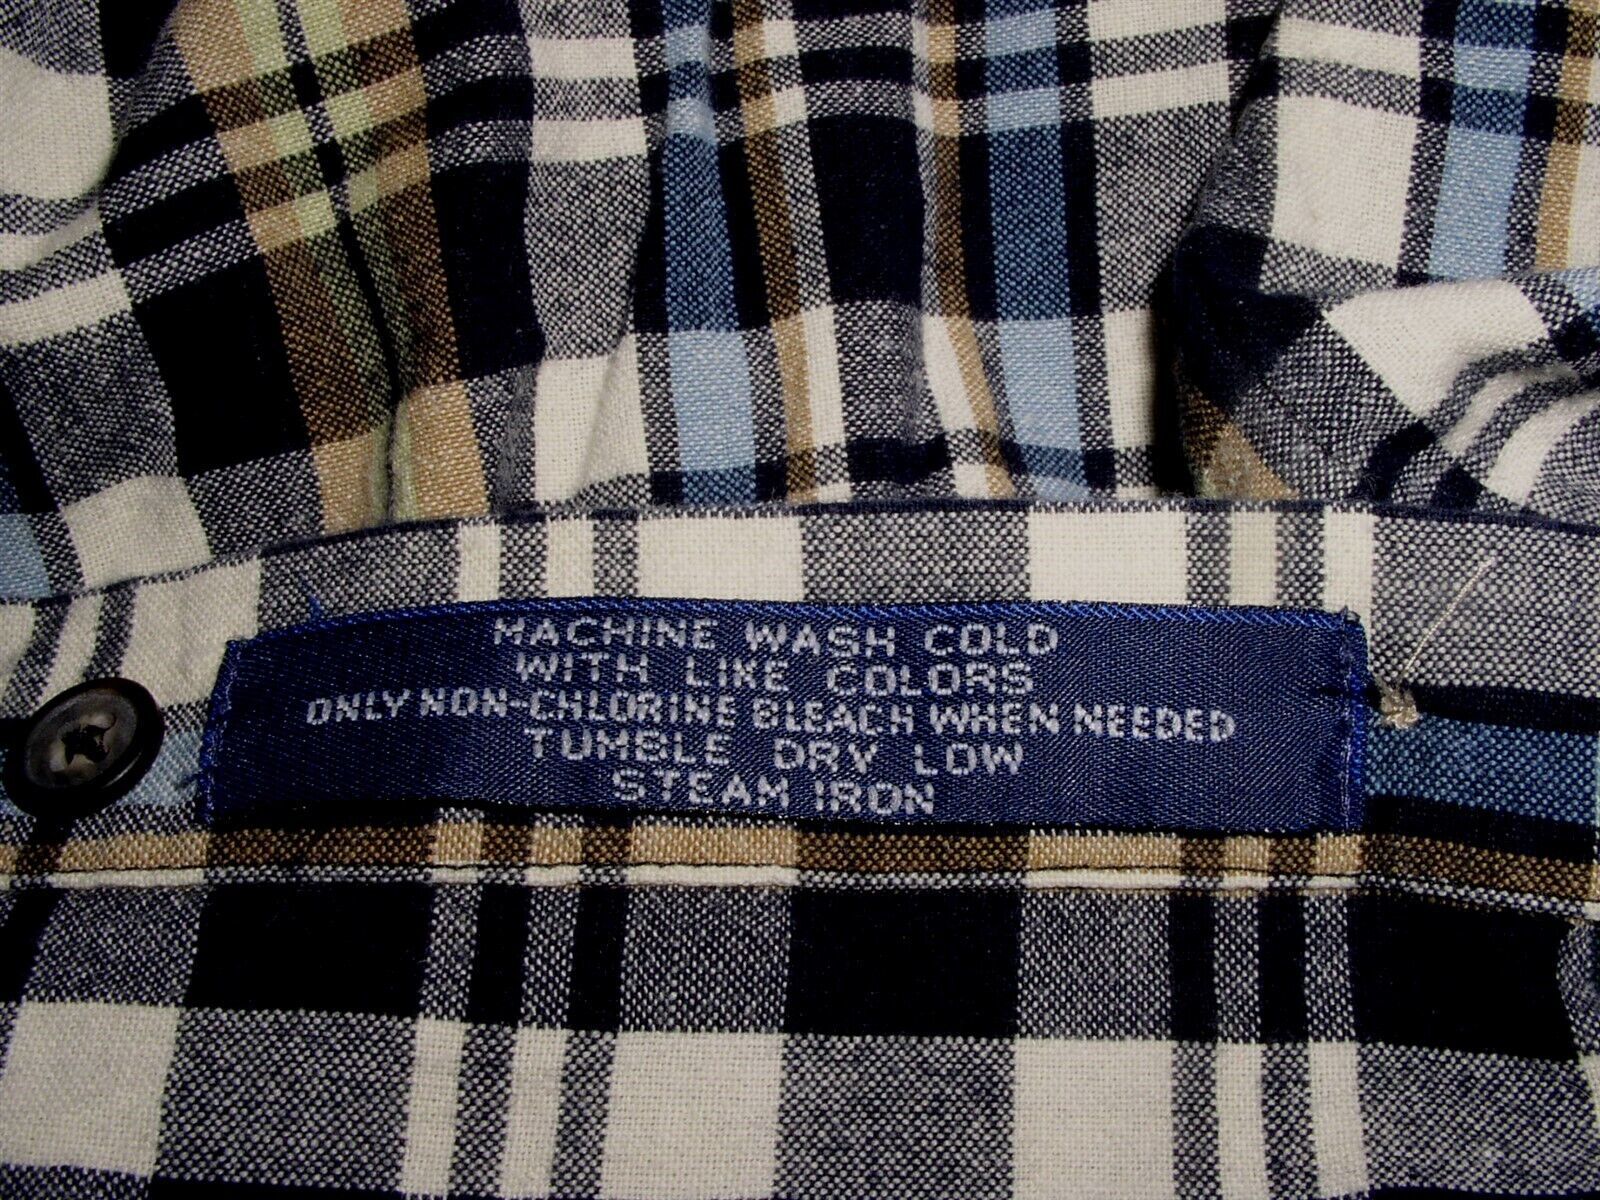 MACHINE WASH COLD
WITH LIKE COLORS
ONLY NON-CHLORINE BLEACH WHEN NEEDED
TUMBLE DRY LOW
STEAM IRON